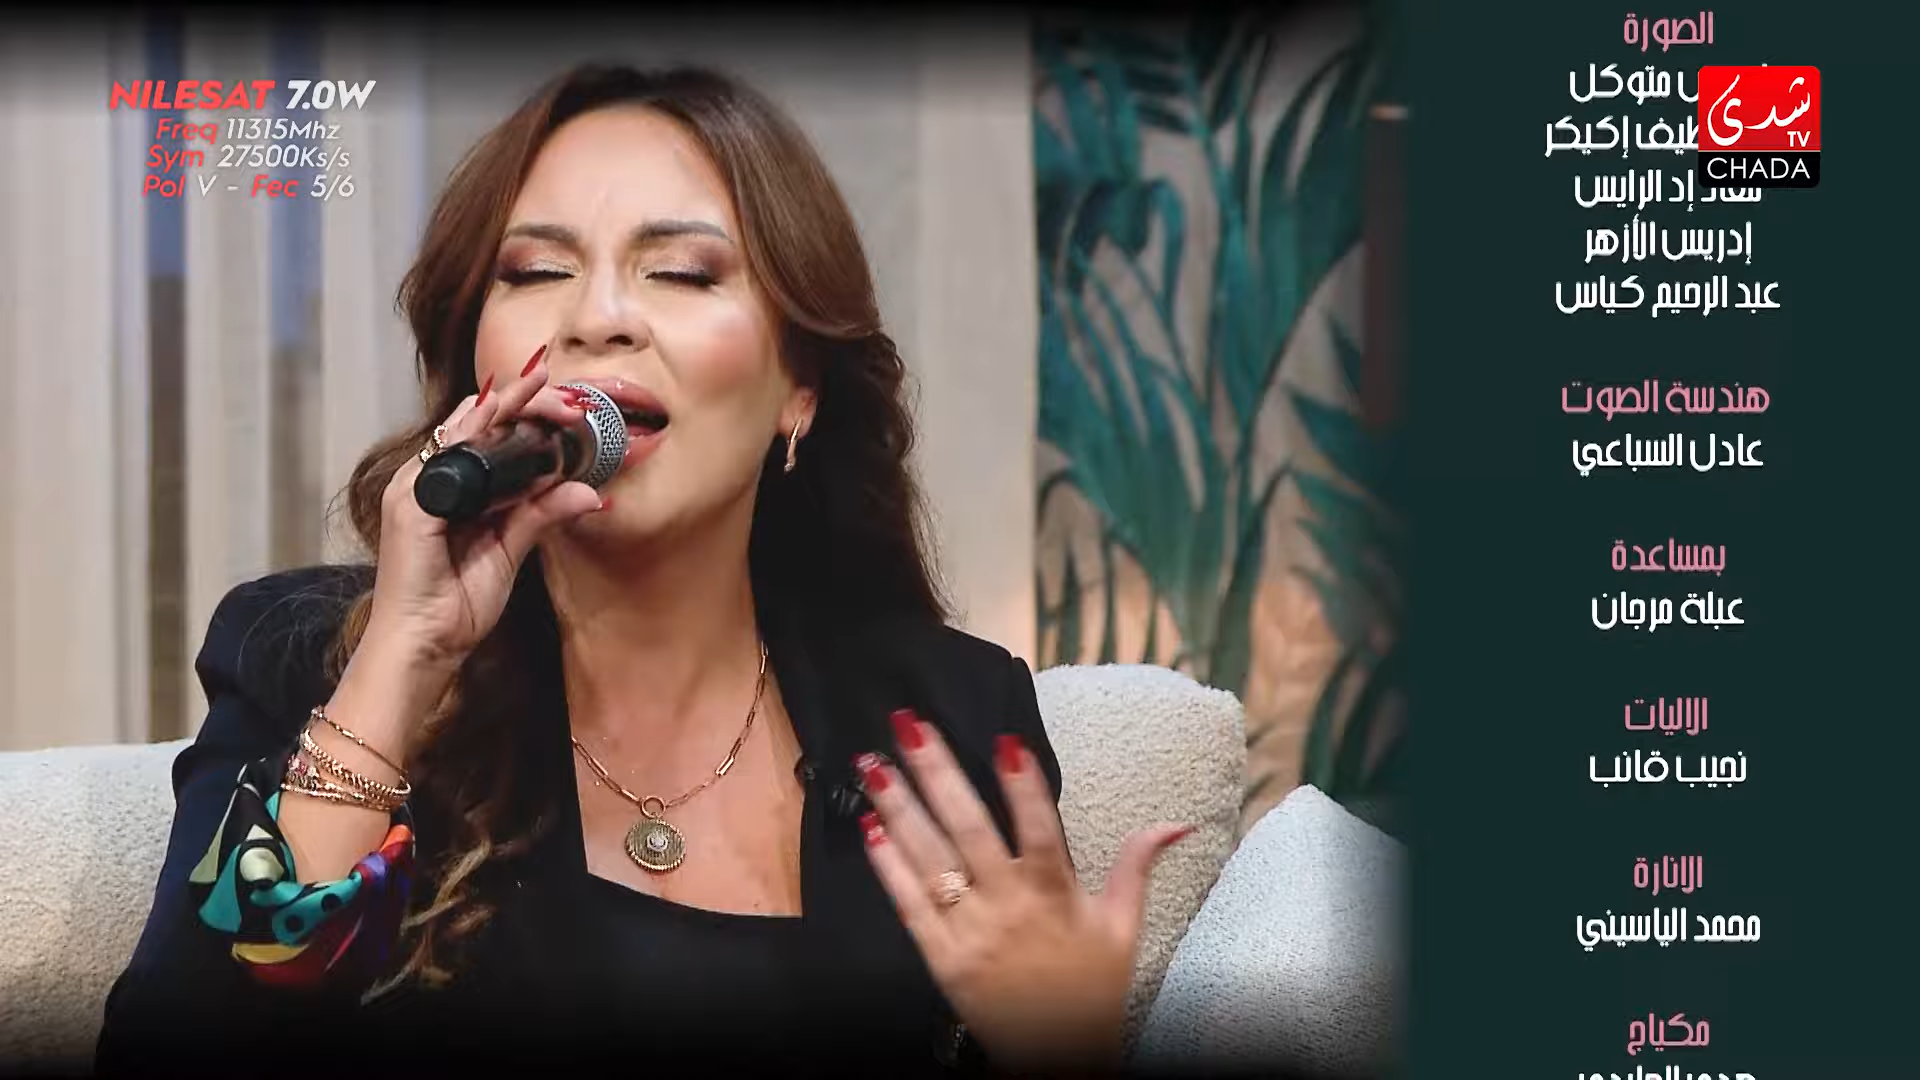 NILESAT 7.0W
Freq 11315Mhz
Sym 27500Ks/s
Pol V - Fec 5/6
شدى
TV
CHADA
الصورة
متوكل
إكيكر
إد الرايس
إدريس الأزهر
عبد الرحيم كياس
هندسة الصوت
عادل السباعي
بمساعدة
عبلة مرجان
الاليات
نجيب قانب
الانارة
محمد الياسيني
مكياج